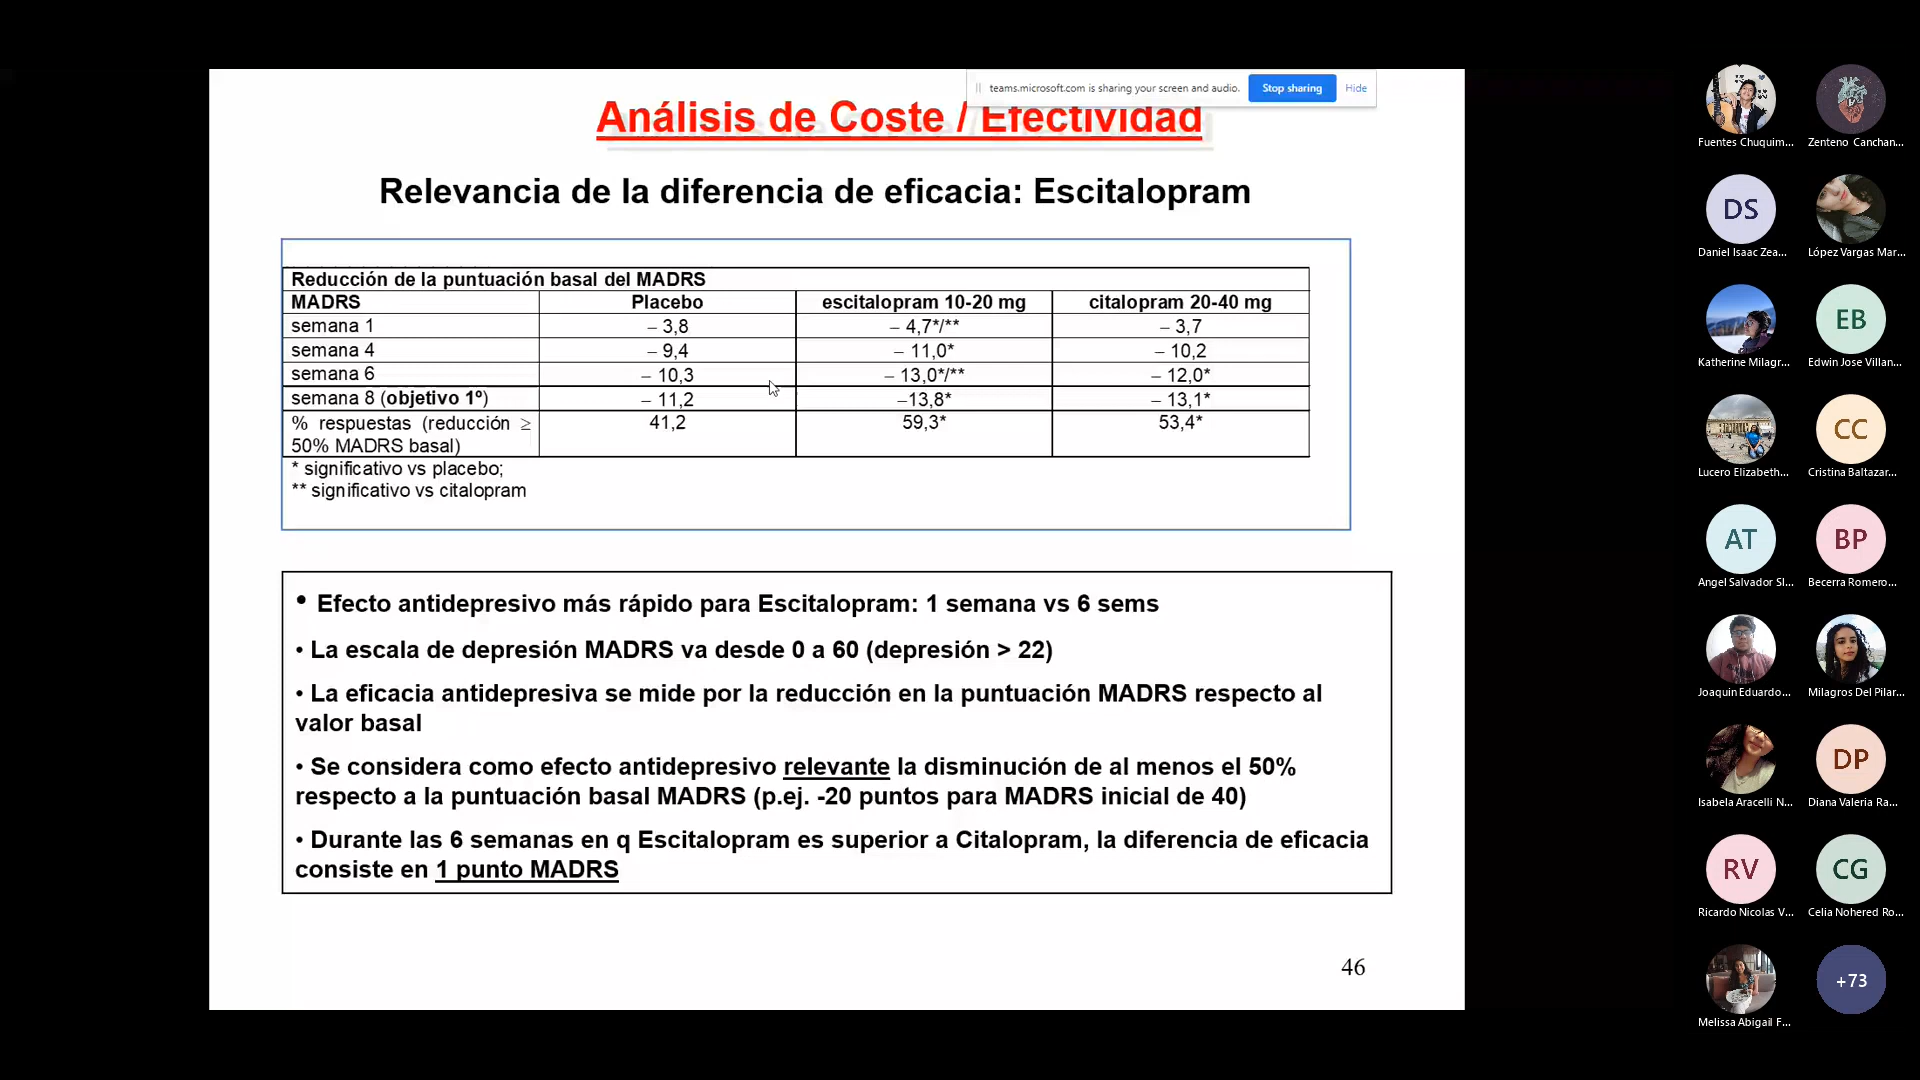 teams.microsoft.com is sharing your screen and audio. Stop sharing Hide
Análisis de Coste / Efectividad
Relevancia de la diferencia de eficacia: Escitalopram
Reducción de la puntuación basal del MADRS
MADRS Placebo escitalopram 10-20 mg citalopram 20-40 mg
semana 1 – 3,8 – 4,7*/** – 3,7
semana 4 – 9,4 – 11,0* – 10,2
semana 6 – 10,3 – 13,0*/** – 12,0*
semana 8 (objetivo 1º) – 11,2 –13,8* – 13,1*
% respuestas (reducción ≥ 41,2 59,3* 53,4*
50% MADRS basal)
* significativo vs placebo;
** significativo vs citalopram
• Efecto antidepresivo más rápido para Escitalopram: 1 semana vs 6 sems
• La escala de depresión MADRS va desde 0 a 60 (depresión > 22)
• La eficacia antidepresiva se mide por la reducción en la puntuación MADRS respecto al
valor basal
• Se considera como efecto antidepresivo relevante la disminución de al menos el 50%
respecto a la puntuación basal MADRS (p.ej. -20 puntos para MADRS inicial de 40)
• Durante las 6 semanas en q Escitalopram es superior a Citalopram, la diferencia de eficacia
consiste en 1 punto MADRS
46
Fuentes Chuquim... Zenteno Canchan...
DS
Daniel Isaac Zea... López Vargas Mar...
EB
Katherine Milagr... Edwin Jose Villan...
CC
Lucero Elizabeth... Cristina Baltazar...
AT BP
Angel Salvador SI... Becerra Romero...
Joaquin Eduardo... Milagros Del Pilar...
DP
Isabela Aracelli N... Diana Valeria Ra...
RV CG
Ricardo Nicolas V... Celia Nohered Ro...
+73
Melissa Abigail F...